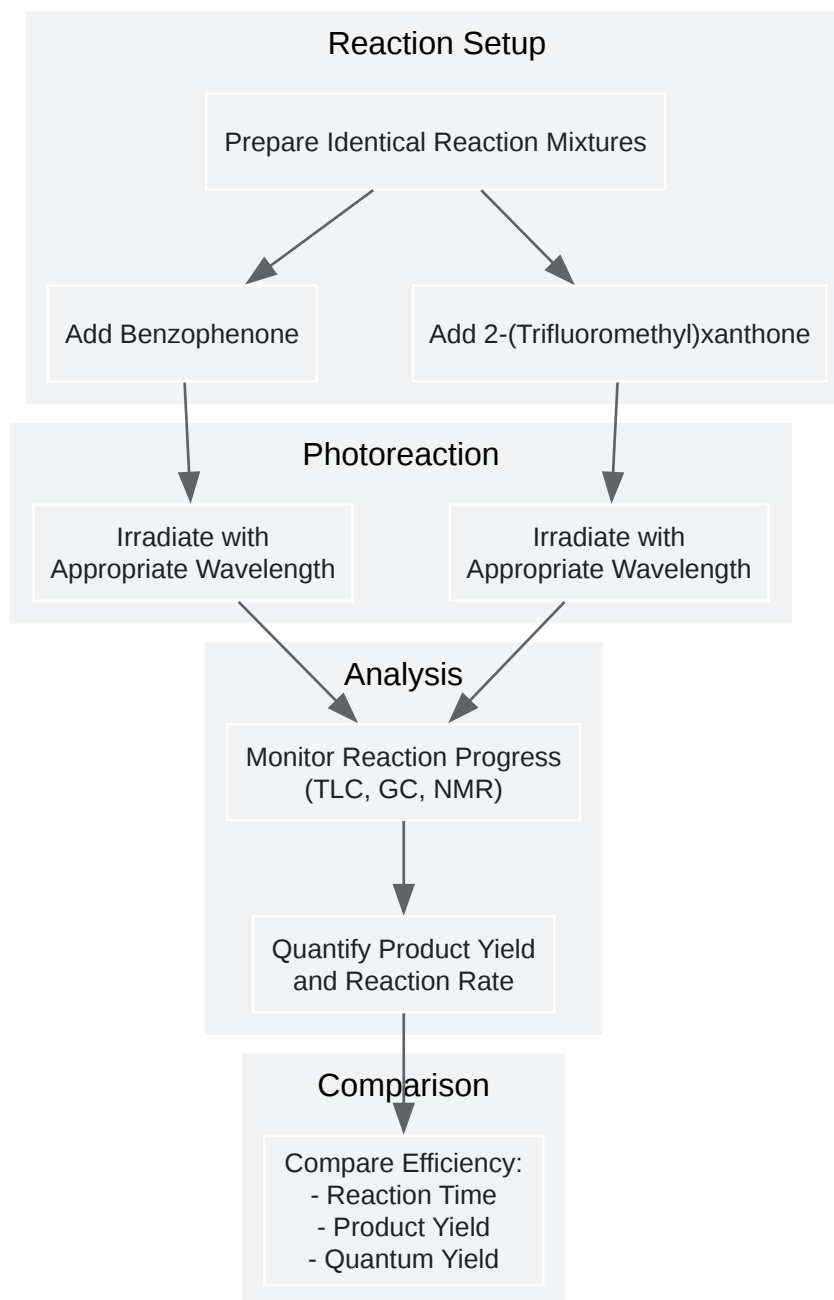 Reaction Setup
Prepare Identical Reaction Mixtures
Add Benzophenone
Add 2-(Trifluoromethyl)xanthone
Photoreaction
Irradiate with
Appropriate Wavelength
Irradiate with
Appropriate Wavelength
Analysis
Monitor Reaction Progress
(TLC, GC, NMR)
Quantify Product Yield
and Reaction Rate
Comparison
Compare Efficiency:
- Reaction Time
- Product Yield
- Quantum Yield